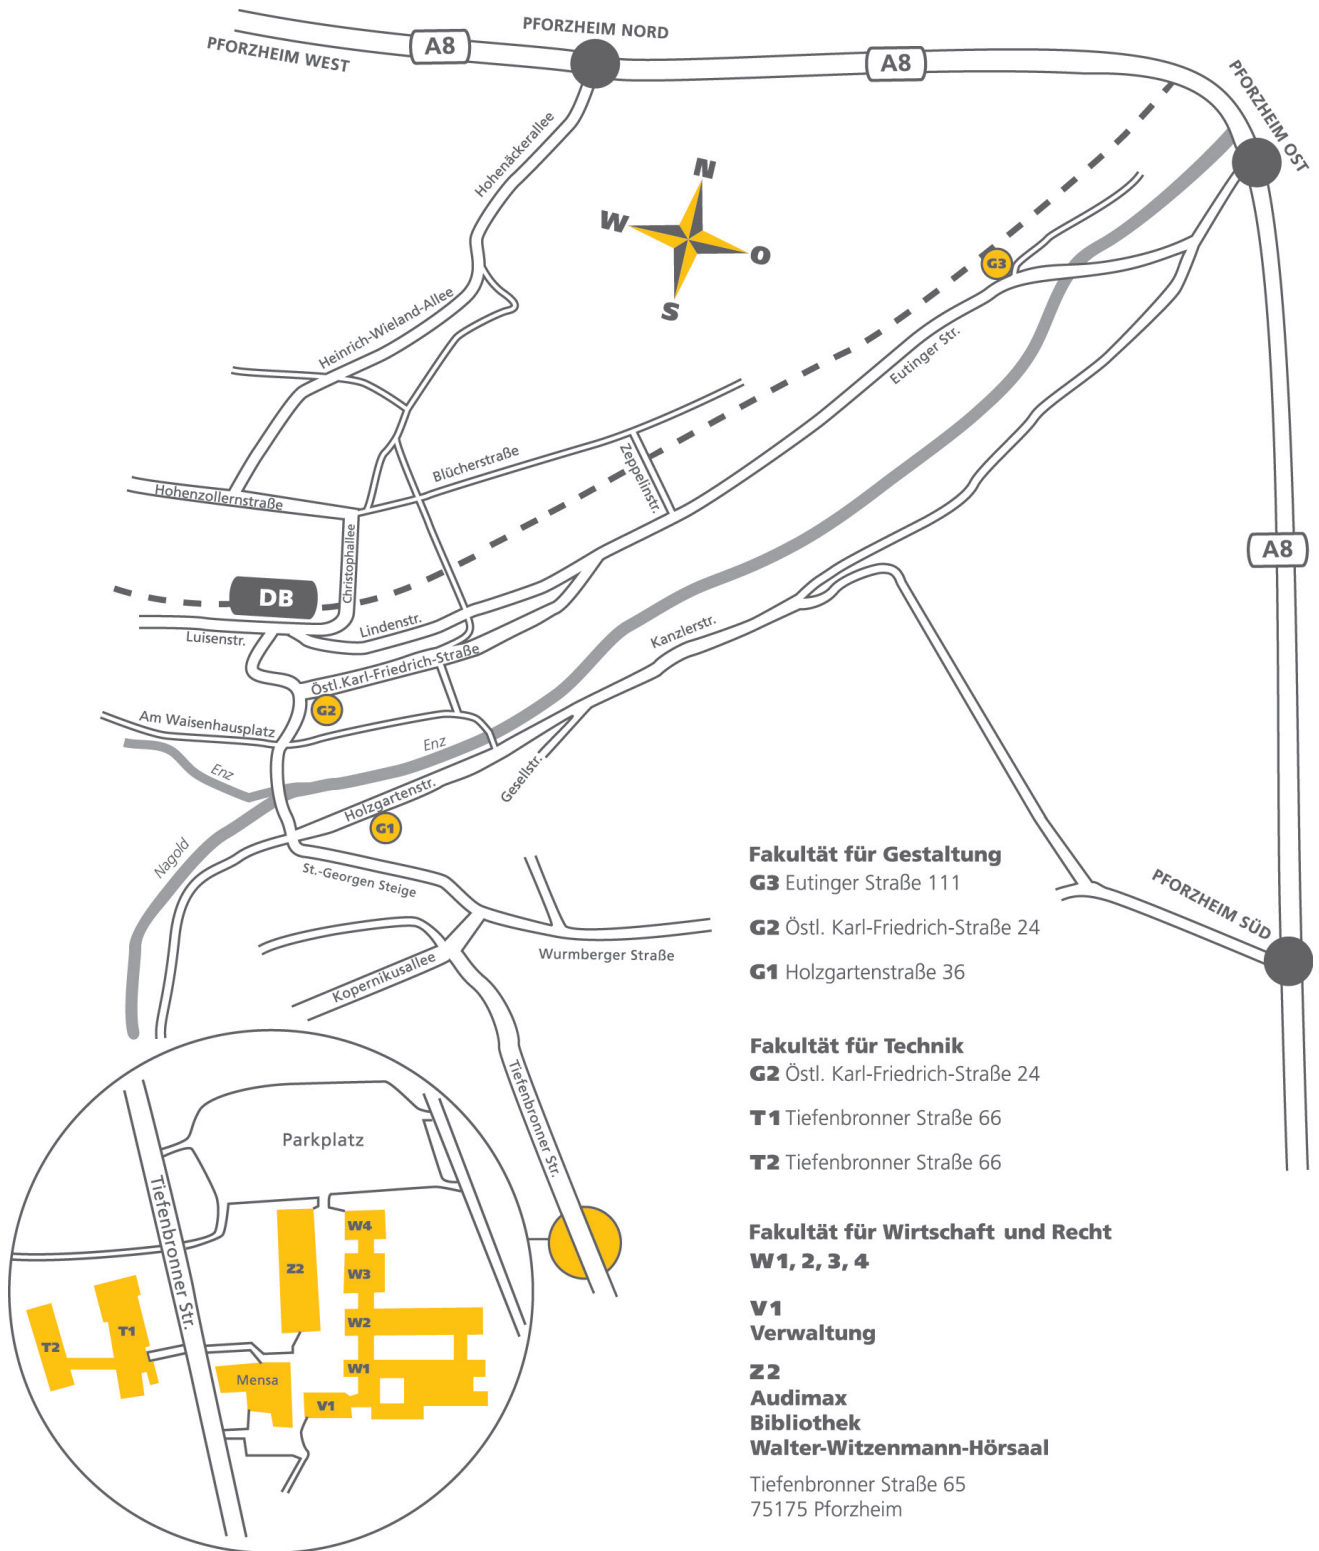 PFORZHEIM NORD
A8
PFORZHEIM WEST
A8
PFORZHEIM OST
Hohenäckerallee
N
W
O
S
G3
Heinrich-Wieland-Allee
Eutinger Str.
Blücherstraße
Zeppelinstr.
Hohenzollernstraße
Christophallee
A8
DB
Lindenstr.
Luisenstr.
Kanzlerstr.
Östl.Karl-Friedrich-Straße
G2
Am Waisenhausplatz
Enz
Enz
Gesellstr.
Holzgartenstr.
G1
Nagold
St.-Georgen Steige
Wurmberger Straße
Kopernikusallee
PFORZHEIM SÜD
Tiefenbronner Str.
Fakultät für Gestaltung
G3 Eutinger Straße 111
G2 Östl. Karl-Friedrich-Straße 24
G1 Holzgartenstraße 36
Fakultät für Technik
G2 Östl. Karl-Friedrich-Straße 24
T1 Tiefenbronner Straße 66
T2 Tiefenbronner Straße 66
Fakultät für Wirtschaft und Recht
W1, 2, 3, 4
V1
Verwaltung
Z2
Audimax
Bibliothek
Walter-Witzenmann-Hörsaal
Tiefenbronner Straße 65
75175 Pforzheim
Parkplatz
Tiefenbronner Str.
W4
Z2
W3
W2
T1
T2
W1
Mensa
V1